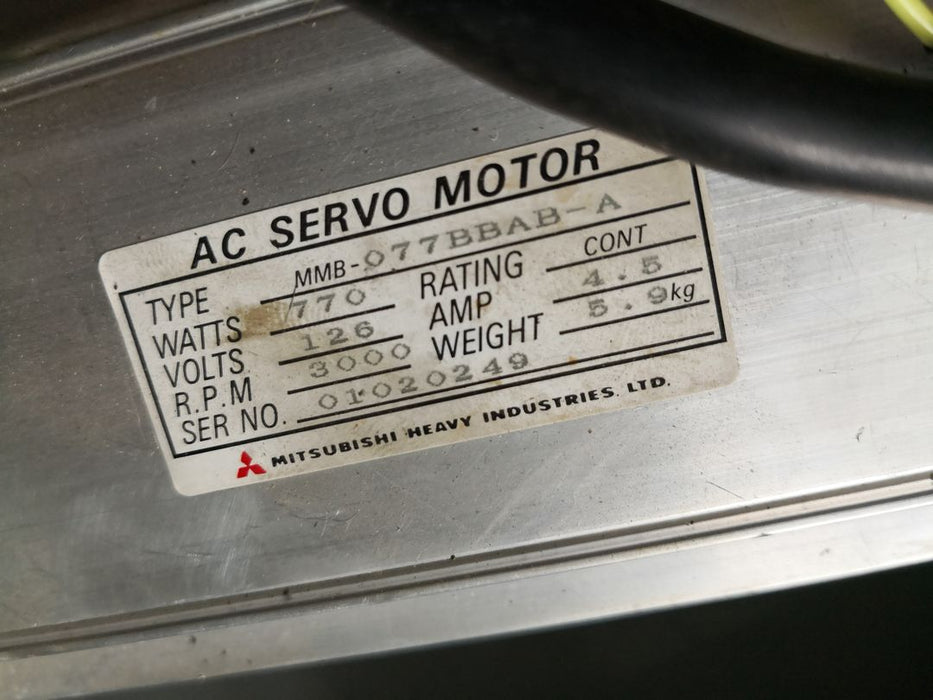 AC SERVO MOTOR
TYPE MMB-077BBAB-A
WATTS 770 RATING CONT
VOLTS 126 AMP 4.5
R.P.M 3000 WEIGHT 5.9kg
SER NO. 01020249
MITSUBISHI HEAVY INDUSTRIES. LTD.